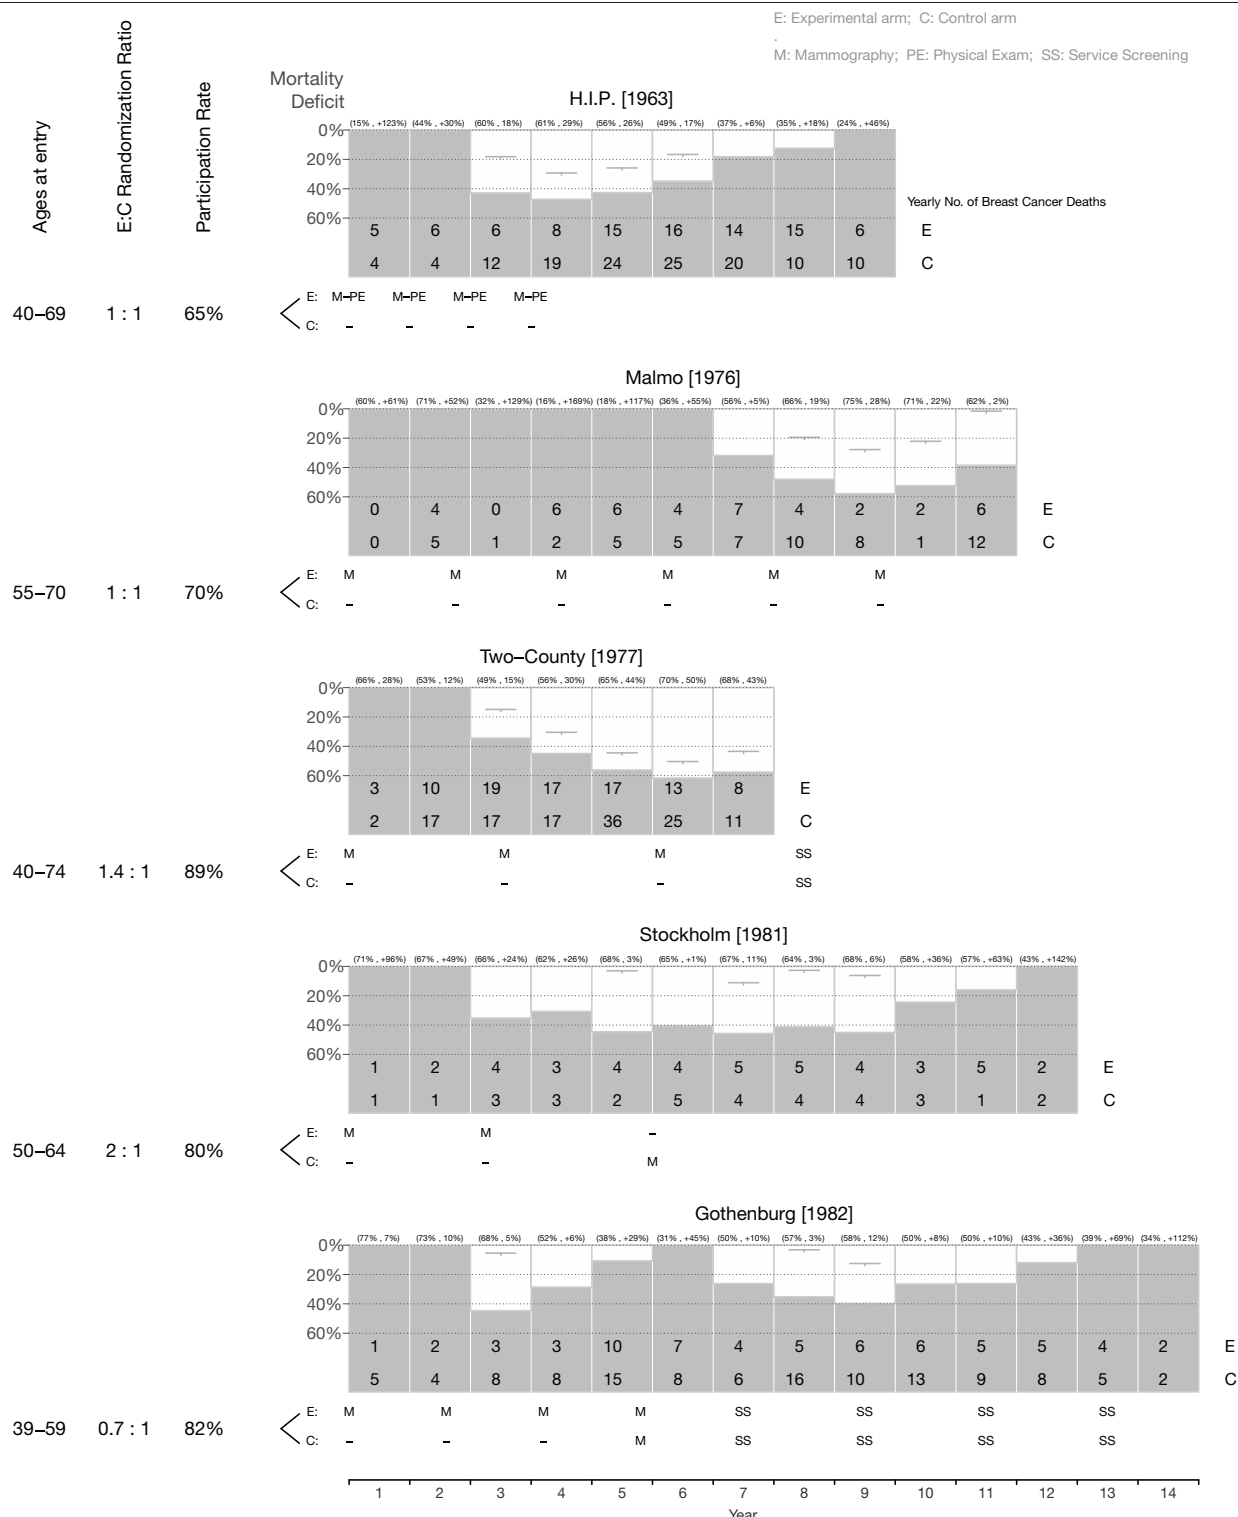 E: Experimental arm;  C: Control arm
.
M: Mammography;  PE: Physical Exam;  SS: Service Screening
Ages at entry
E:C Randomization Ratio
Participation Rate
Mortality
Deficit
H.I.P. [1963]
(15% , +123%) (44% , +30%) (60% , 18%) (61% , 29%) (56% , 26%) (49% , 17%) (37% , +6%) (35% , +18%) (24% , +46%)
0%
20%
40%
60%
Yearly No. of Breast Cancer Deaths
5 6 6 8 15 16 14 15 6 E
4 4 12 19 24 25 20 10 10 C
E: M–PE M–PE M–PE M–PE
40–69 1 : 1 65%
C: – – – –
Malmo [1976]
(60% , +61%) (71% , +52%) (32% , +129%) (16% , +169%) (18% , +117%) (36% , +55%) (56% , +5%) (66% , 19%) (75% , 28%) (71% , 22%) (62% , 2%)
0%
20%
40%
60%
0 4 0 6 6 4 7 4 2 2 6 E
0 5 1 2 5 5 7 10 8 1 12 C
E: M M M M M M
55–70 1 : 1 70%
C: – – – – – –
Two–County [1977]
(66% , 28%) (53% , 12%) (49% , 15%) (56% , 30%) (65% , 44%) (70% , 50%) (68% , 43%)
0%
20%
40%
60%
3 10 19 17 17 13 8 E
2 17 17 17 36 25 11 C
E: M M M SS
40–74 1.4 : 1 89%
C: – – – SS
Stockholm [1981]
(71% , +96%) (67% , +49%) (66% , +24%) (62% , +26%) (68% , 3%) (65% , +1%) (67% , 11%) (64% , 3%) (68% , 6%) (58% , +36%) (57% , +63%) (43% , +142%)
0%
20%
40%
60%
1 2 4 3 4 4 5 5 4 3 5 2 E
1 1 3 3 2 5 4 4 4 3 1 2 C
E: M M –
50–64 2 : 1 80%
C: – – M
Gothenburg [1982]
(77% , 7%) (73% , 10%) (68% , 5%) (52% , +6%) (38% , +29%) (31% , +45%) (50% , +10%) (57% , 3%) (58% , 12%) (50% , +8%) (50% , +10%) (43% , +36%) (39% , +69%) (34% , +112%)
0%
20%
40%
60%
1 2 3 3 10 7 4 5 6 6 5 5 4 2 E
5 4 8 8 15 8 6 16 10 13 9 8 5 2 C
E: M M M M SS SS SS SS
39–59 0.7 : 1 82%
C: – – – M SS SS SS SS
1 2 3 4 5 6 7 8 9 10 11 12 13 14
Year